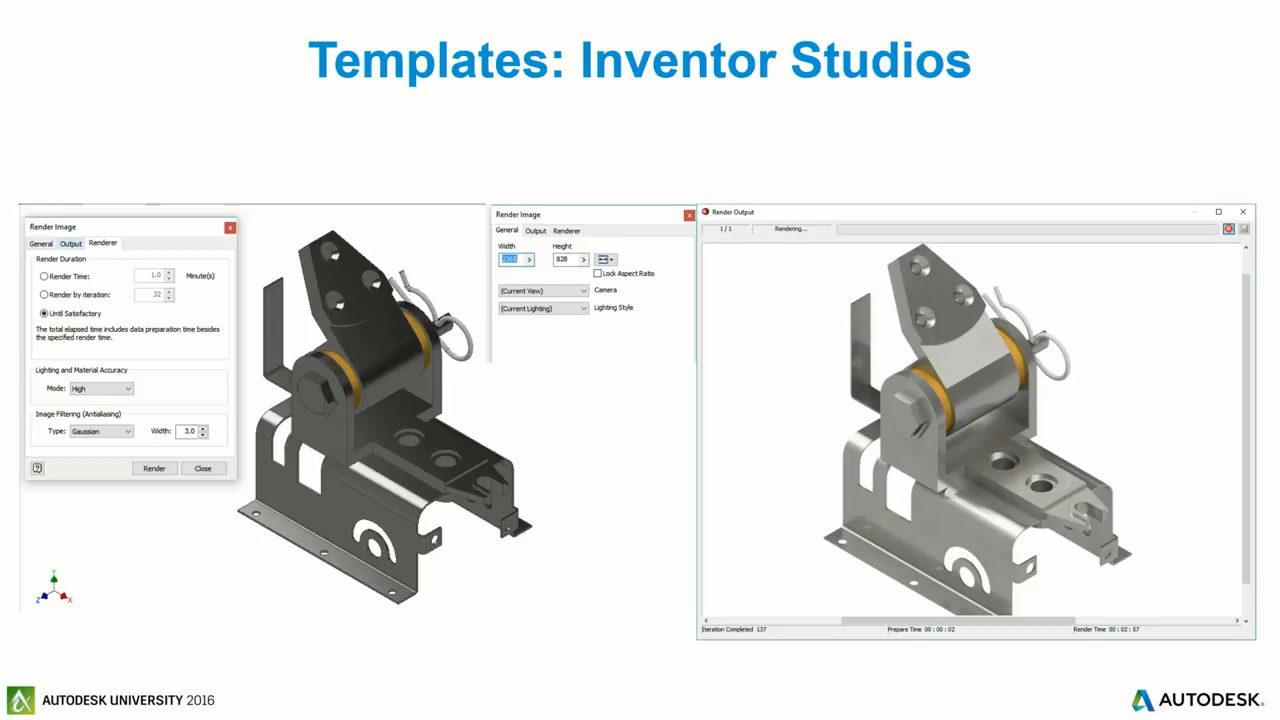 Templates: Inventor Studios
Render Image
General Output Renderer
Render Duration
Render Time: 1.0 Minute(s)
Render by iteration: 32
Until Satisfactory
The total elapsed time includes data preparation time besides
the specified render time.
Lighting and Material Accuracy
Mode: High
Image Filtering (Antialiasing)
Type: Gaussian Width: 3.0
Render Close
Y
Z X
Render Image
General Output Renderer
Width Height
828
Lock Aspect Ratio
(Current View) Camera
(Current Lighting) Lighting Style
Render Output
1 / 1 Rendering...
Iteration Completed 137 Prepare Time 00 : 00 : 02 Render Time 00 : 02 : 57
AUTODESK UNIVERSITY 2016
AUTODESK.